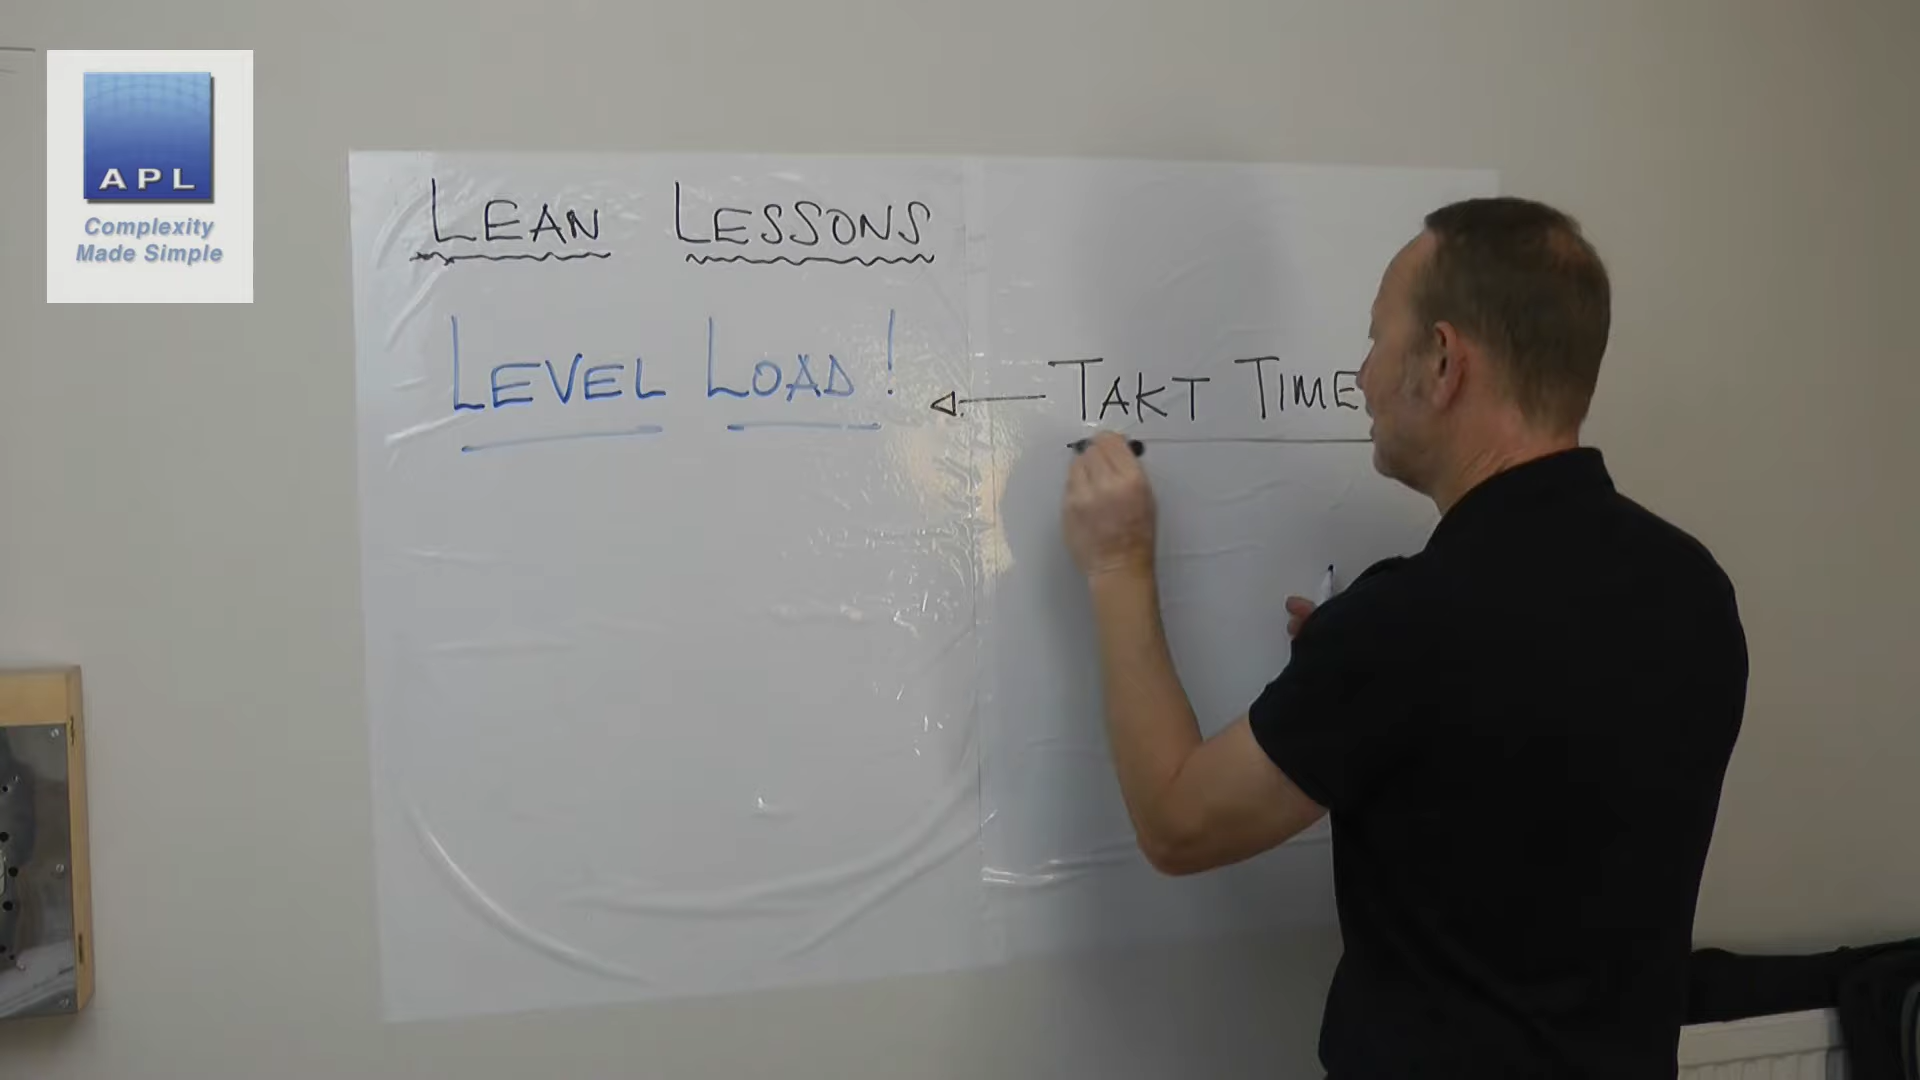 APL
Complexity
Made Simple
LEAN LESSONS
LEVEL LOAD!
TAKT TIME